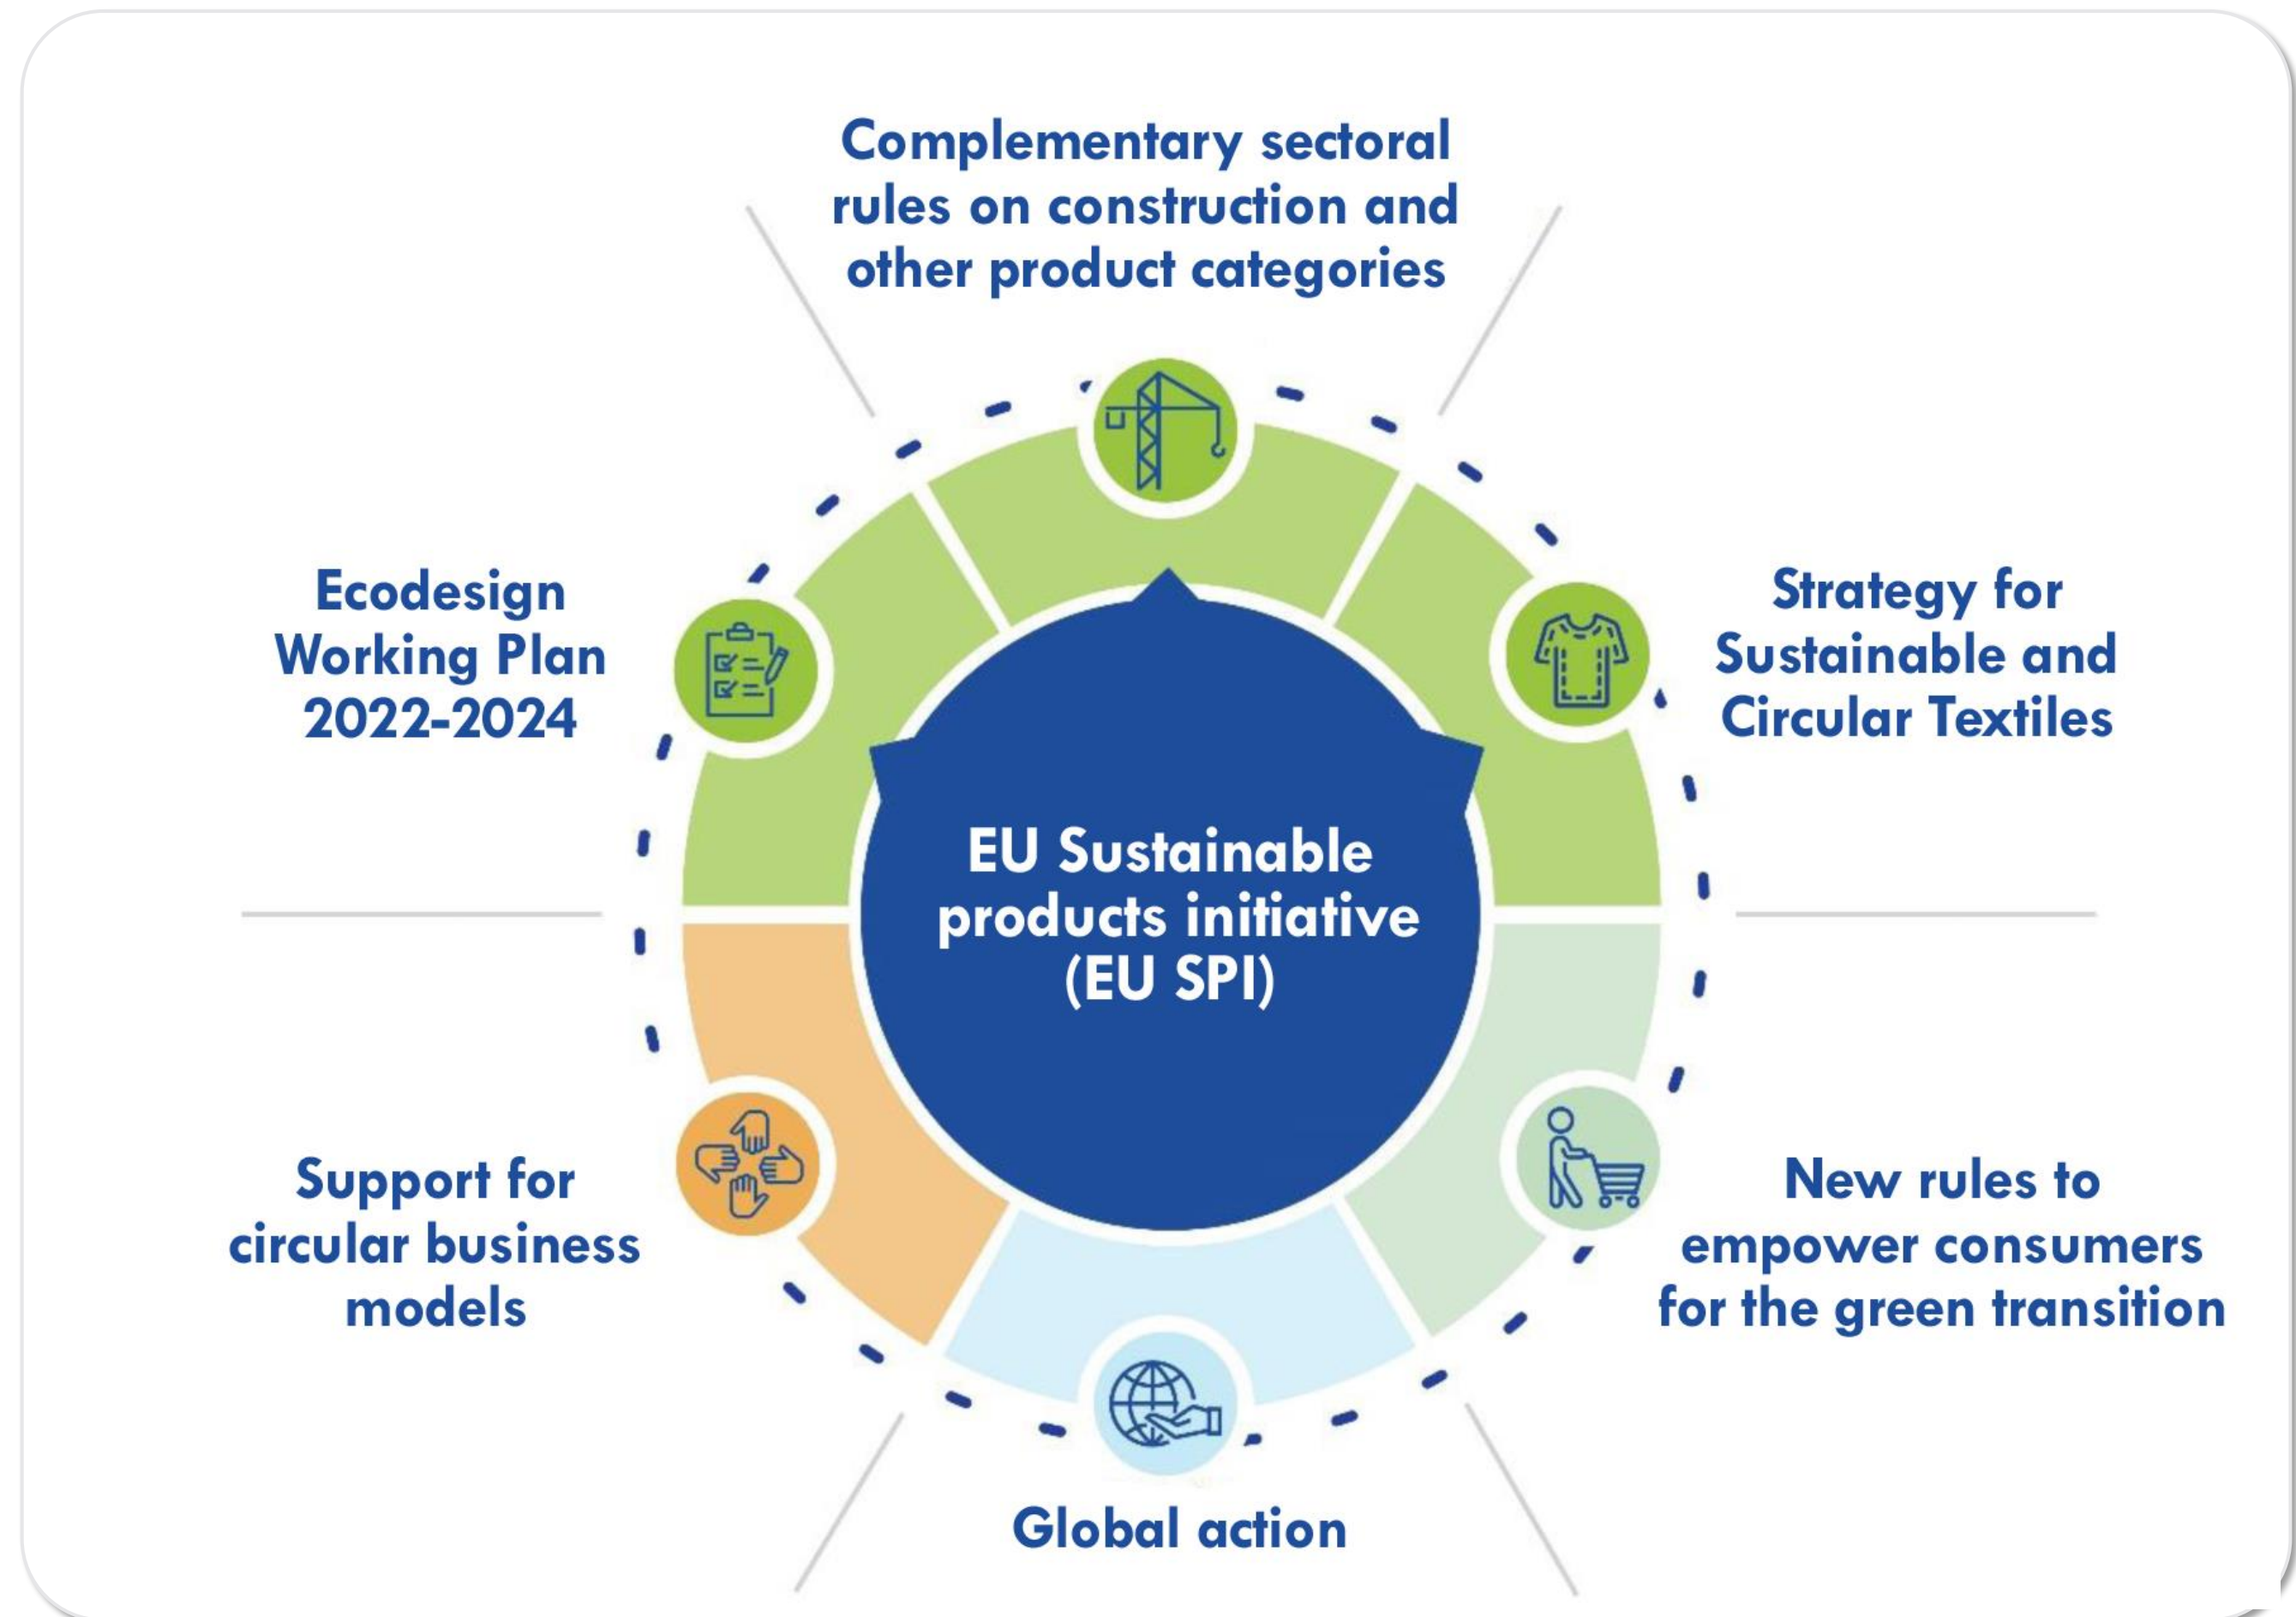 Complementary sectoral
rules on construction and
other product categories
Ecodesign
Working Plan
2022-2024
Strategy for
Sustainable and
Circular Textiles
EU Sustainable
products initiative
(EU SPI)
Support for
circular business
models
New rules to
empower consumers
for the green transition
Global action